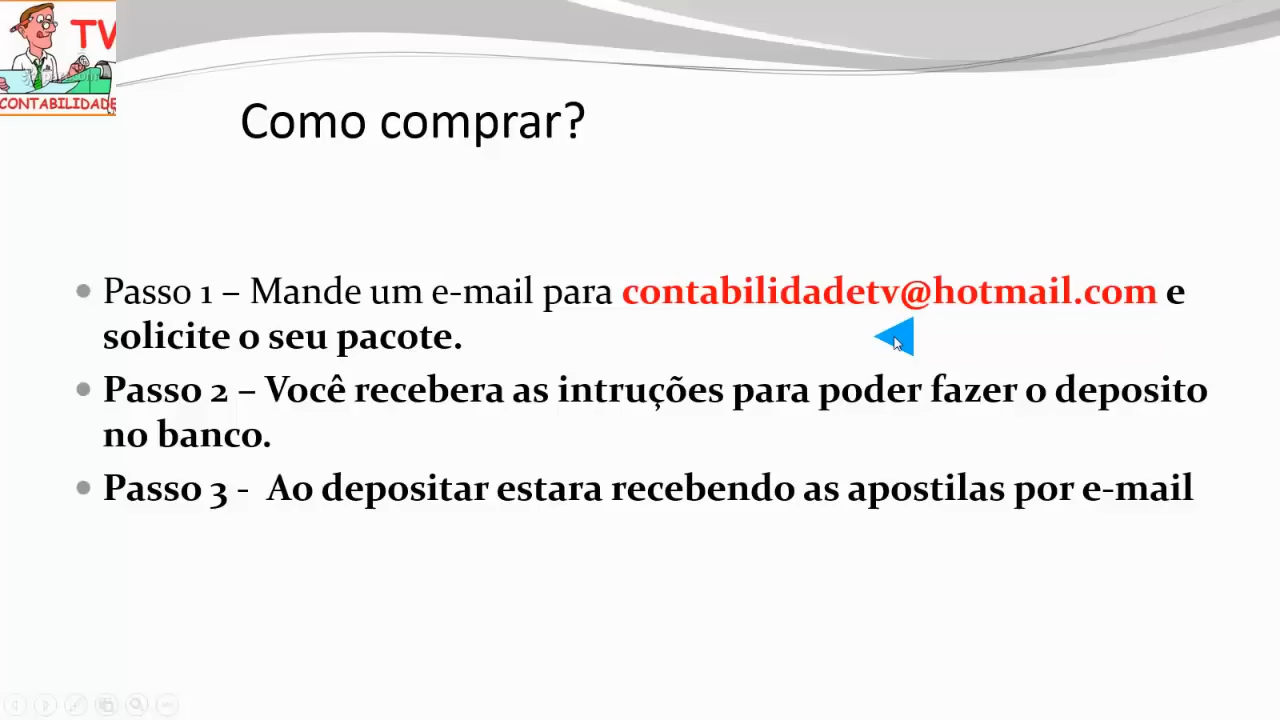 TV
CONTABILIDADE
Como comprar?
• Passo 1 – Mande um e-mail para contabilidadetv@hotmail.com e
solicite o seu pacote.
• Passo 2 – Você recebera as intruções para poder fazer o deposito
no banco.
• Passo 3 - Ao depositar estara recebendo as apostilas por e-mail